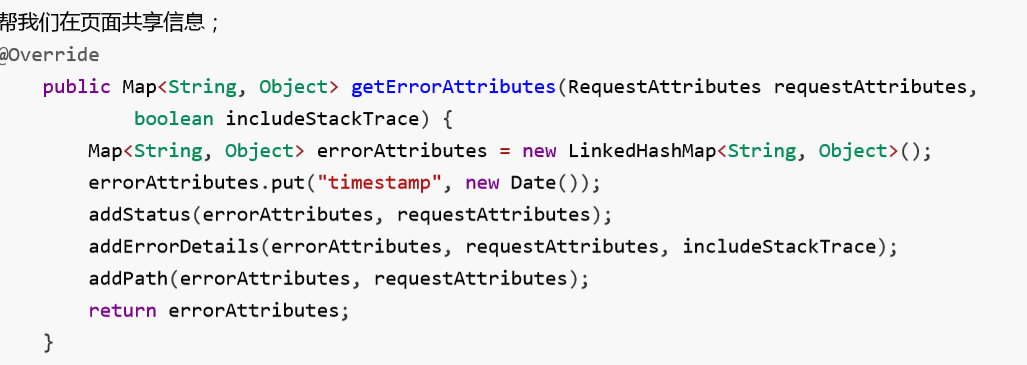 帮我们在页面共享信息；
@Override
    public Map<String, Object> getErrorAttributes(RequestAttributes requestAttributes,
            boolean includeStackTrace) {
        Map<String, Object> errorAttributes = new LinkedHashMap<String, Object>();
        errorAttributes.put("timestamp", new Date());
        addStatus(errorAttributes, requestAttributes);
        addErrorDetails(errorAttributes, requestAttributes, includeStackTrace);
        addPath(errorAttributes, requestAttributes);
        return errorAttributes;
    }